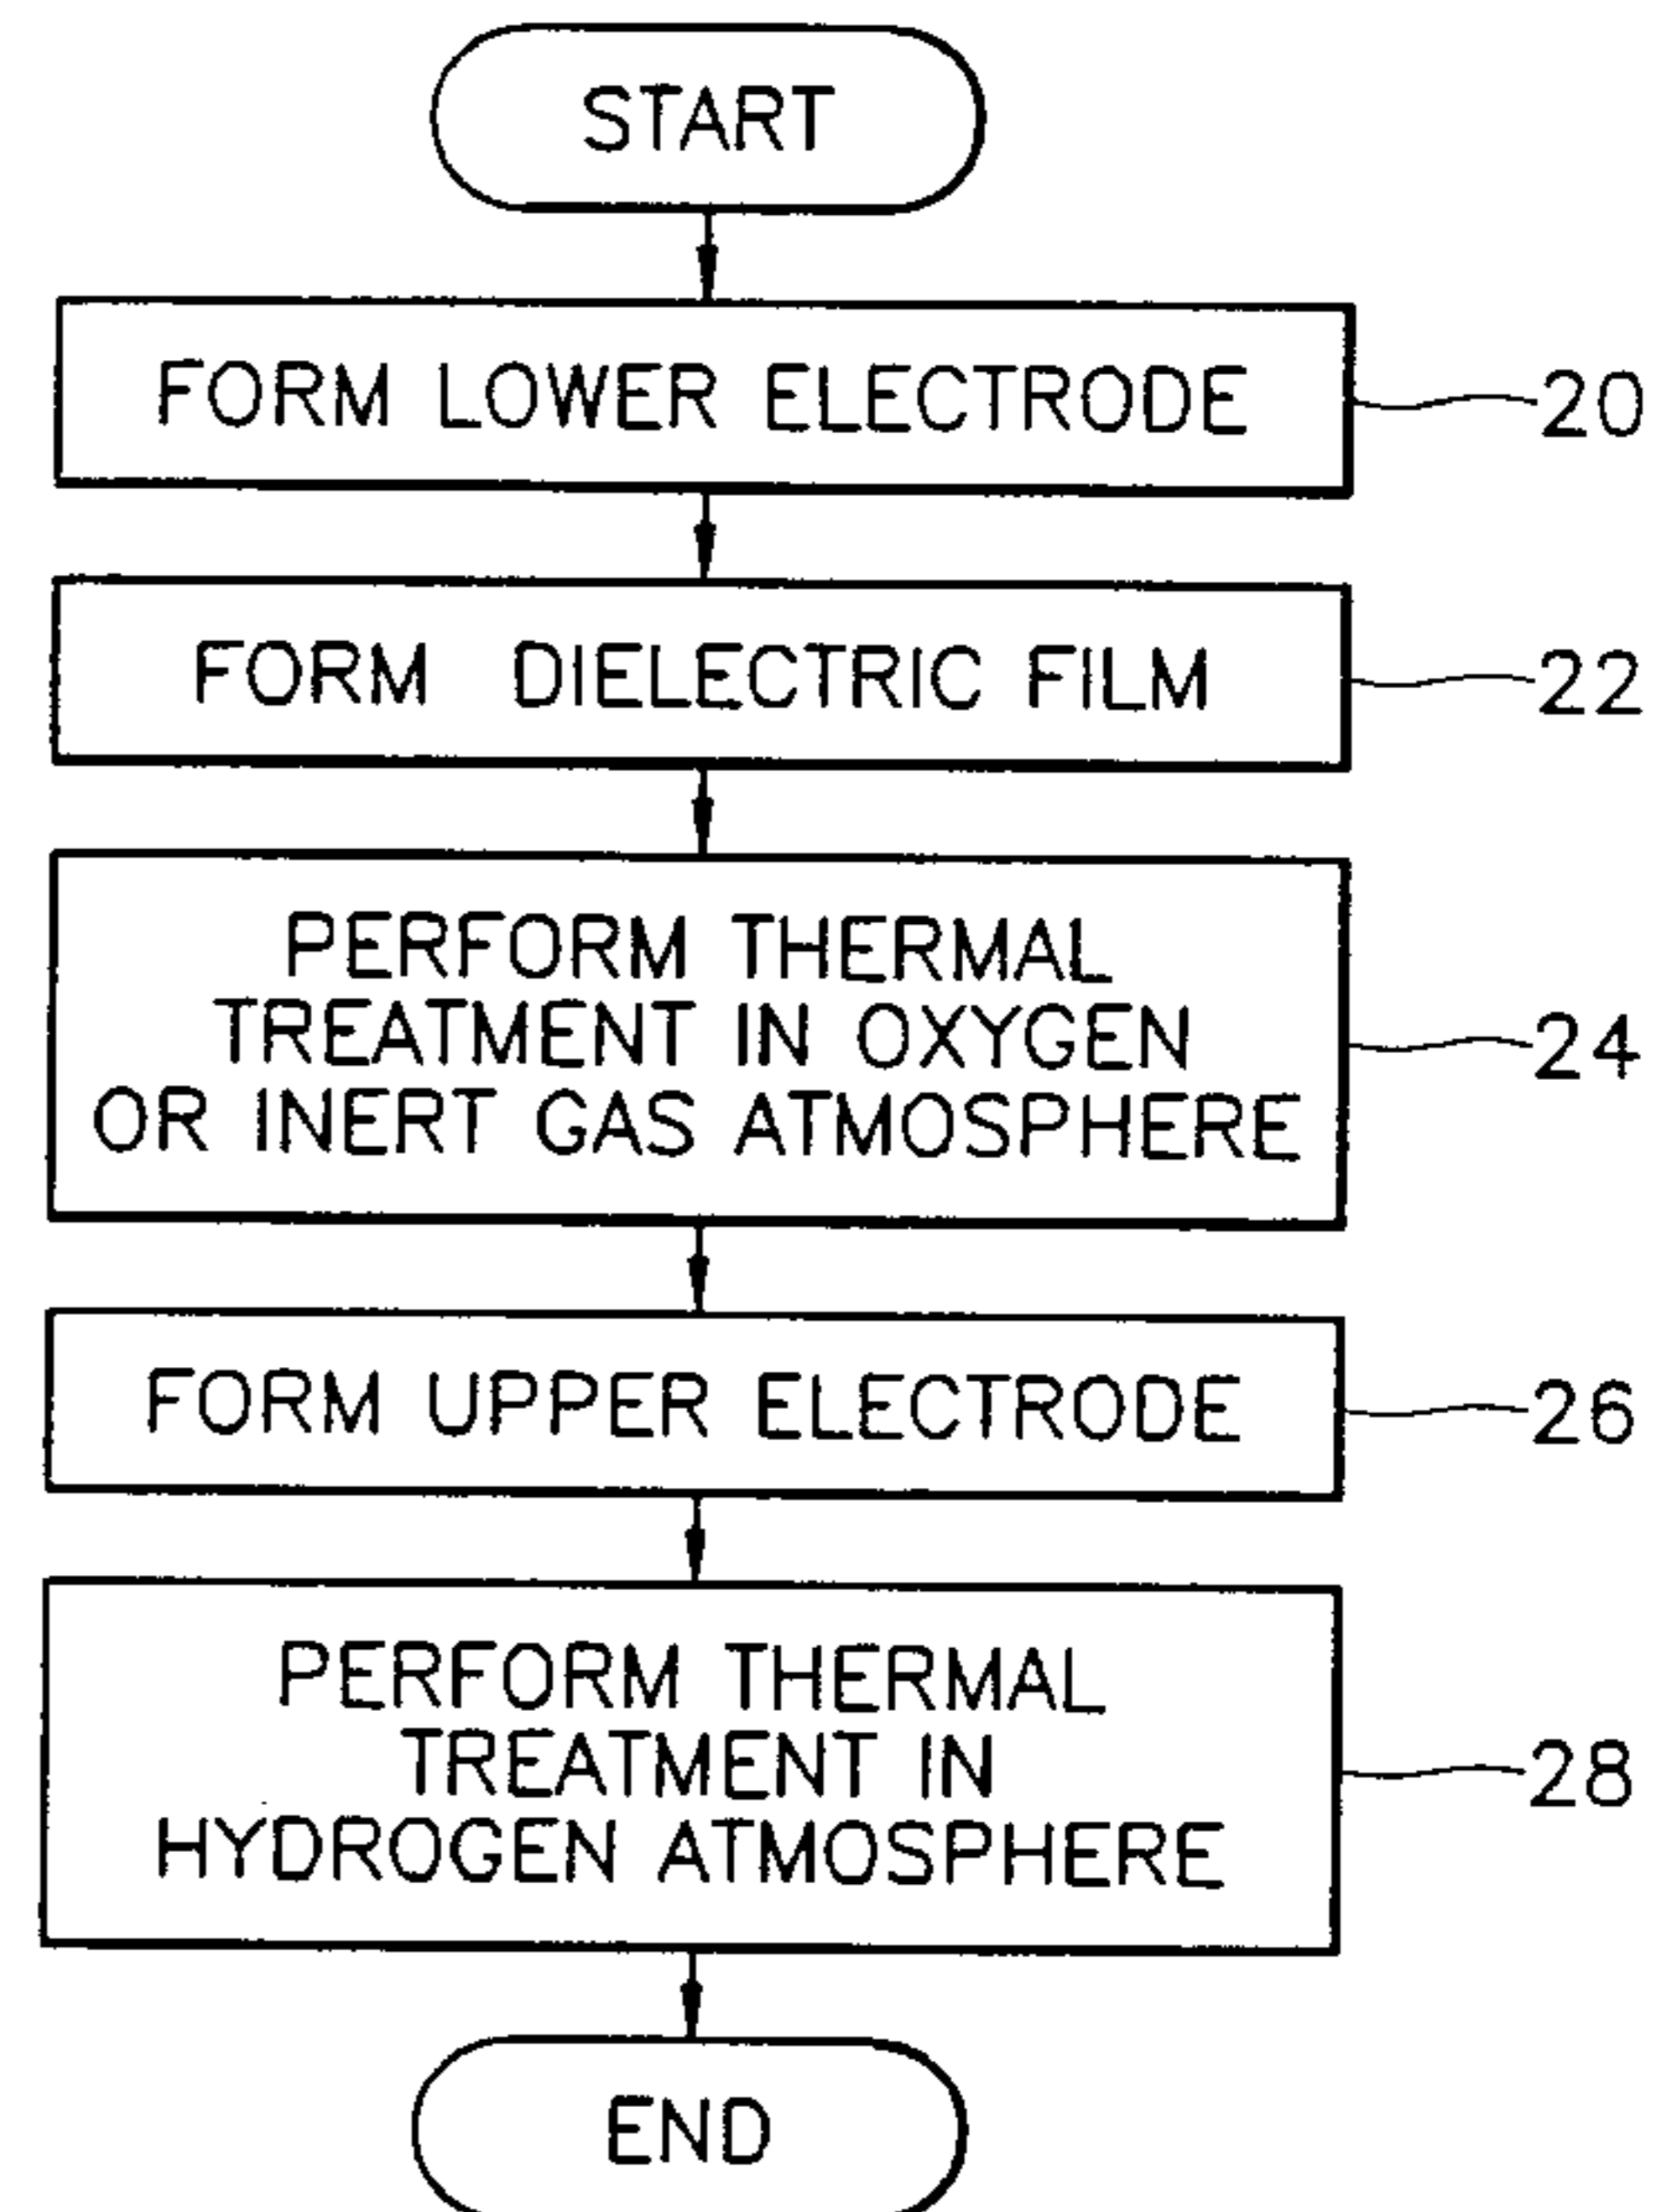 START
FORM LOWER ELECTRODE
20
FORM DIELECTRIC FILM
22
PERFORM THERMAL
TREATMENT IN OXYGEN
OR INERT GAS ATMOSPHERE
24
FORM UPPER ELECTRODE
26
PERFORM THERMAL
TREATMENT IN
HYDROGEN ATMOSPHERE
28
END